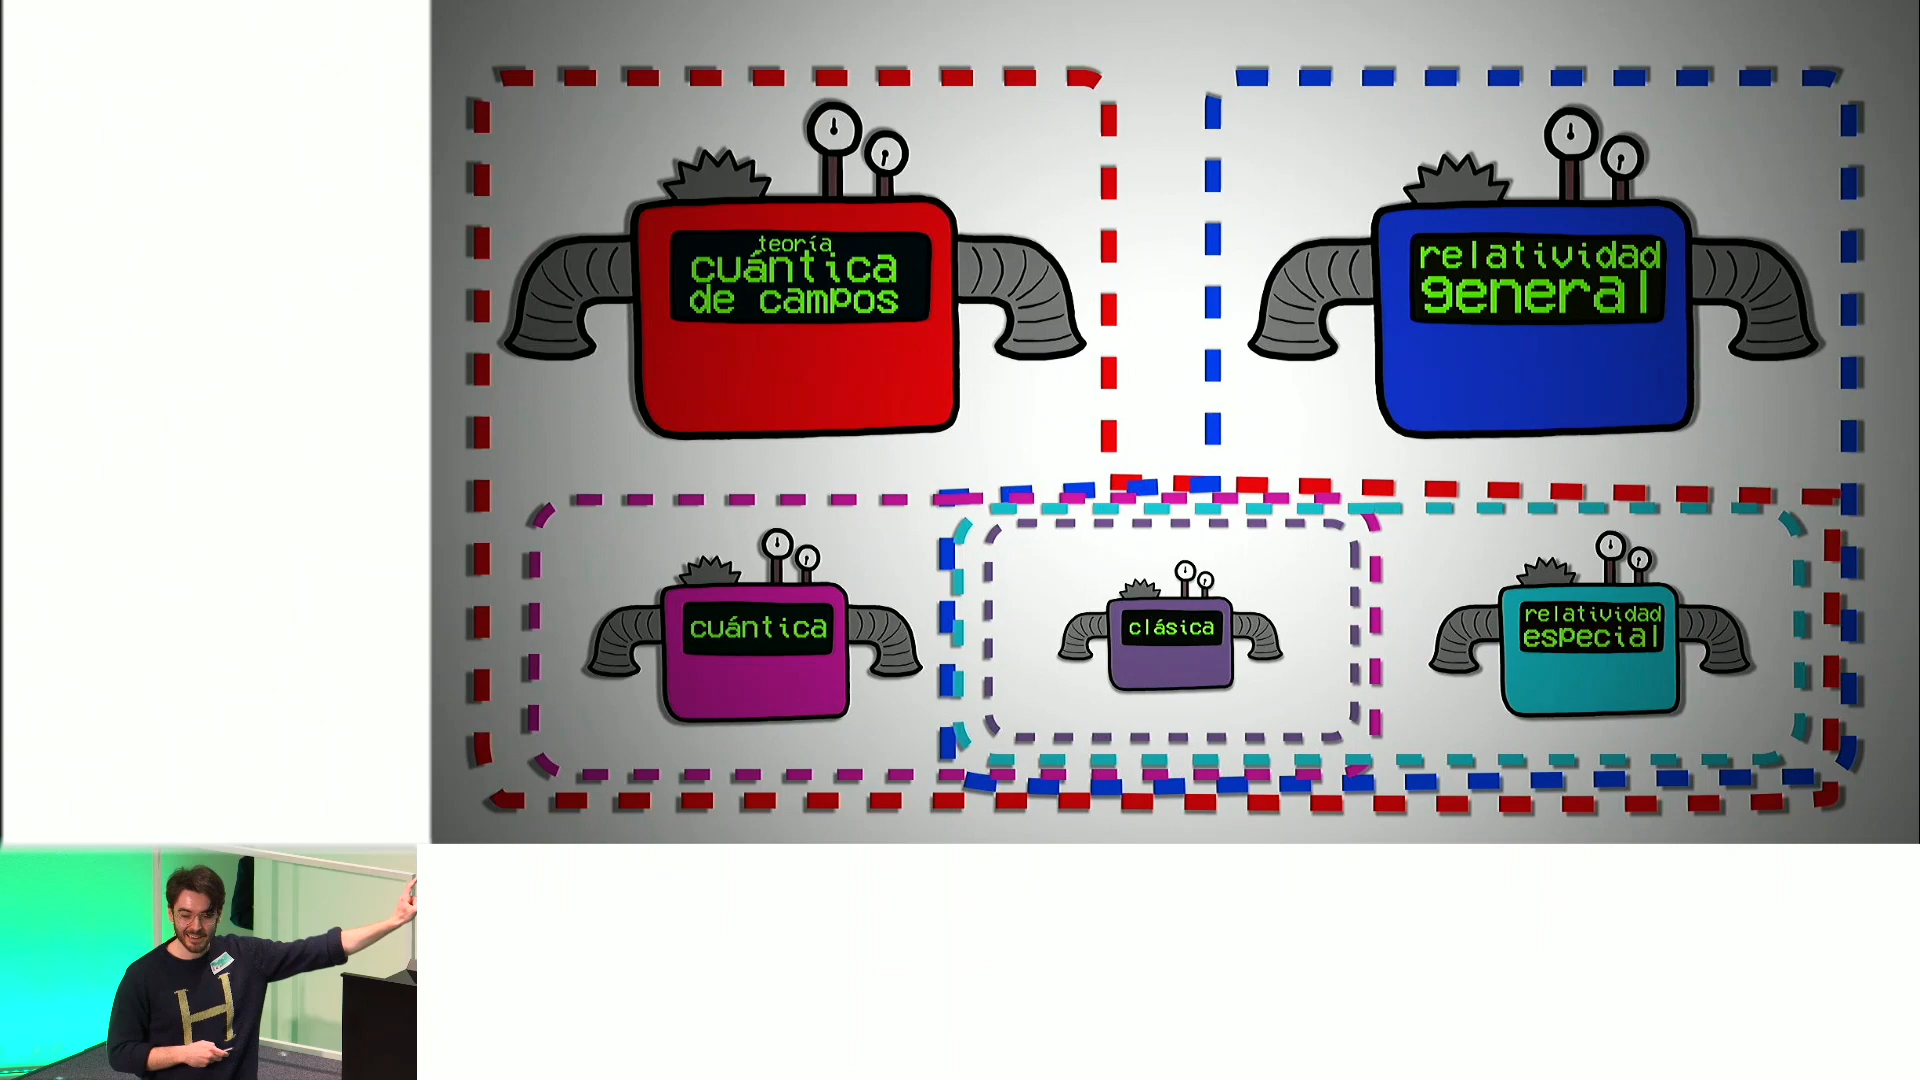 teoría
cuántica
de campos
relatividad
general
cuántica
clásica
relatividad
especial
H